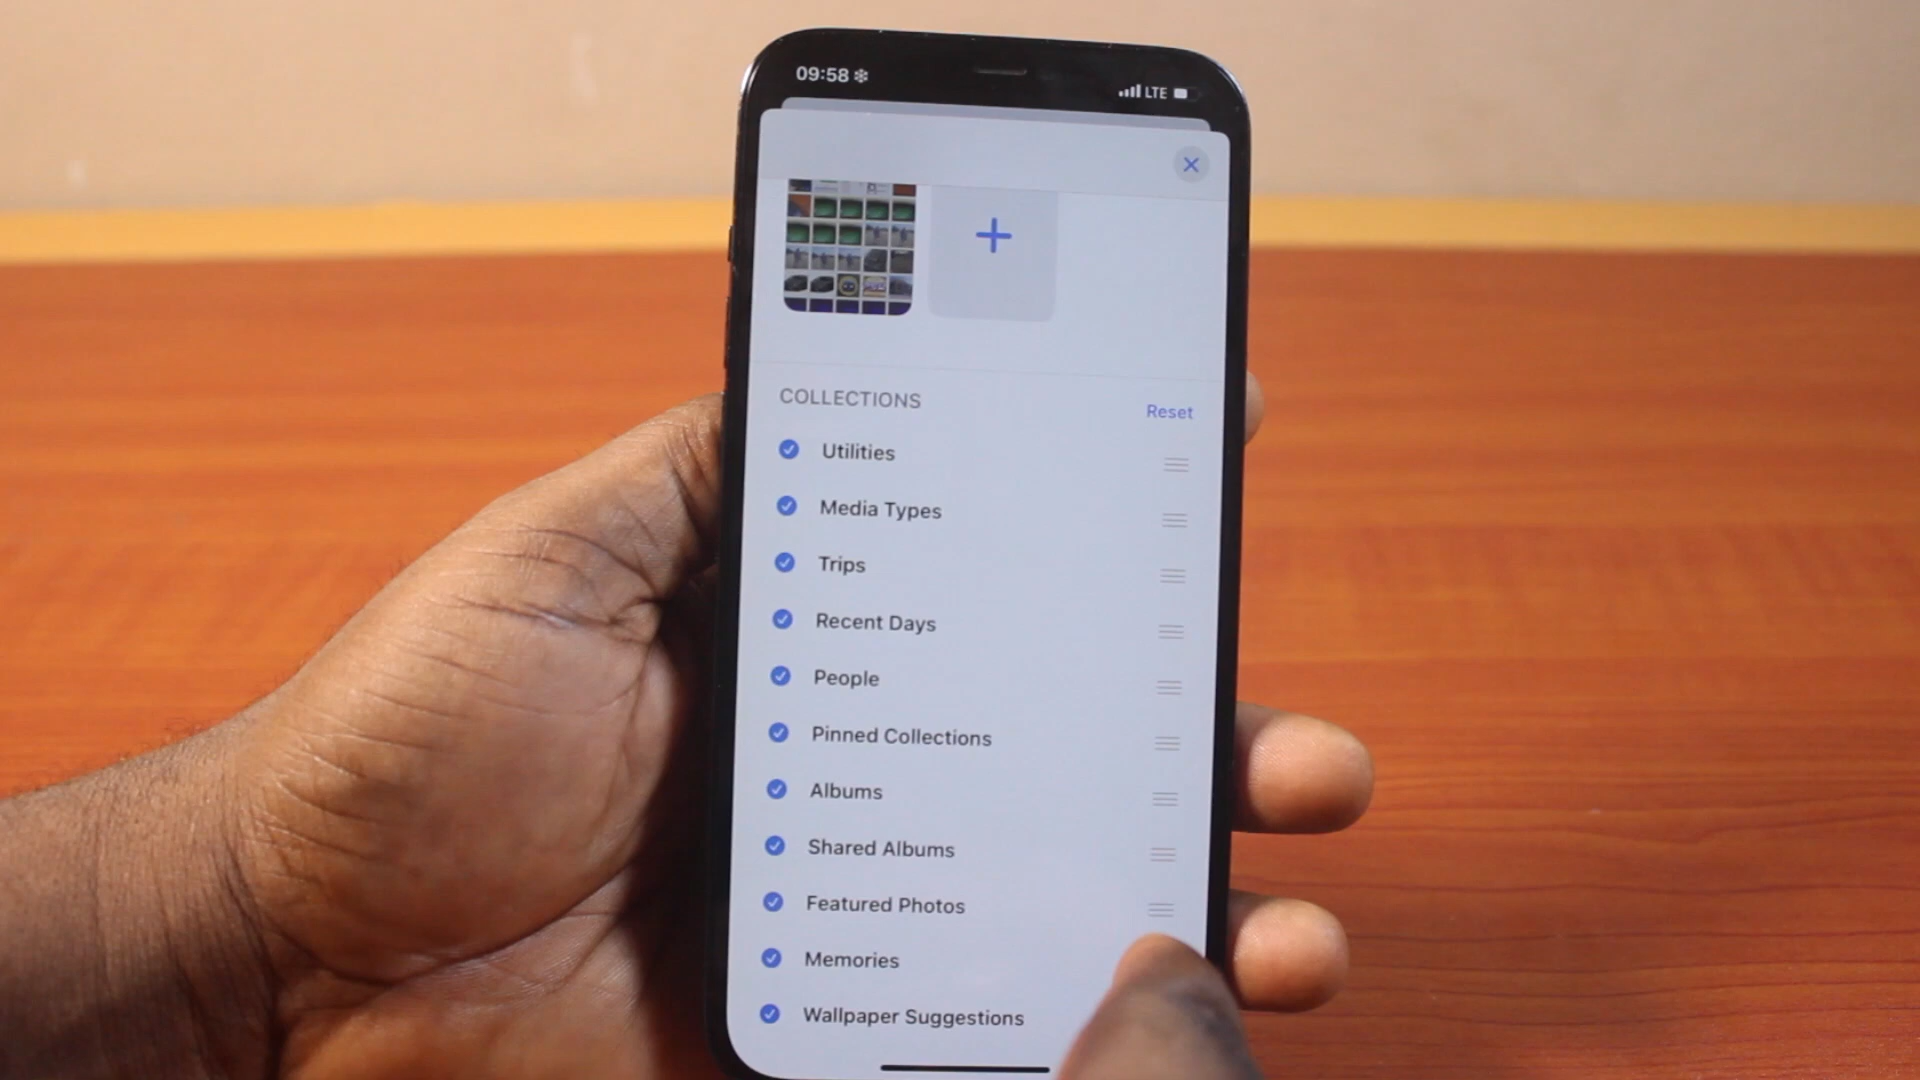 09:58
LTE
COLLECTIONS
Reset
Utilities
Media Types
Trips
Recent Days
People
Pinned Collections
Albums
Shared Albums
Featured Photos
Memories
Wallpaper Suggestions